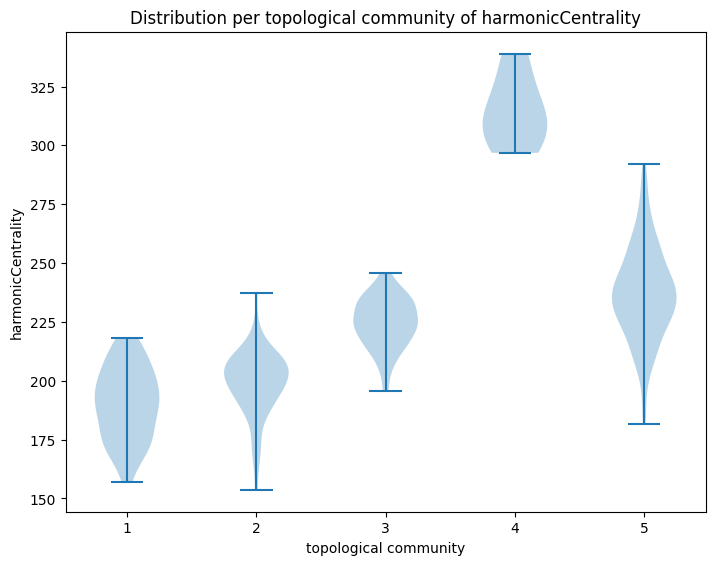 Distribution per topological community of harmonicCentrality
harmonicCentrality
325
300
275
250
225
200
175
150
1 2 3 4 5
topological community